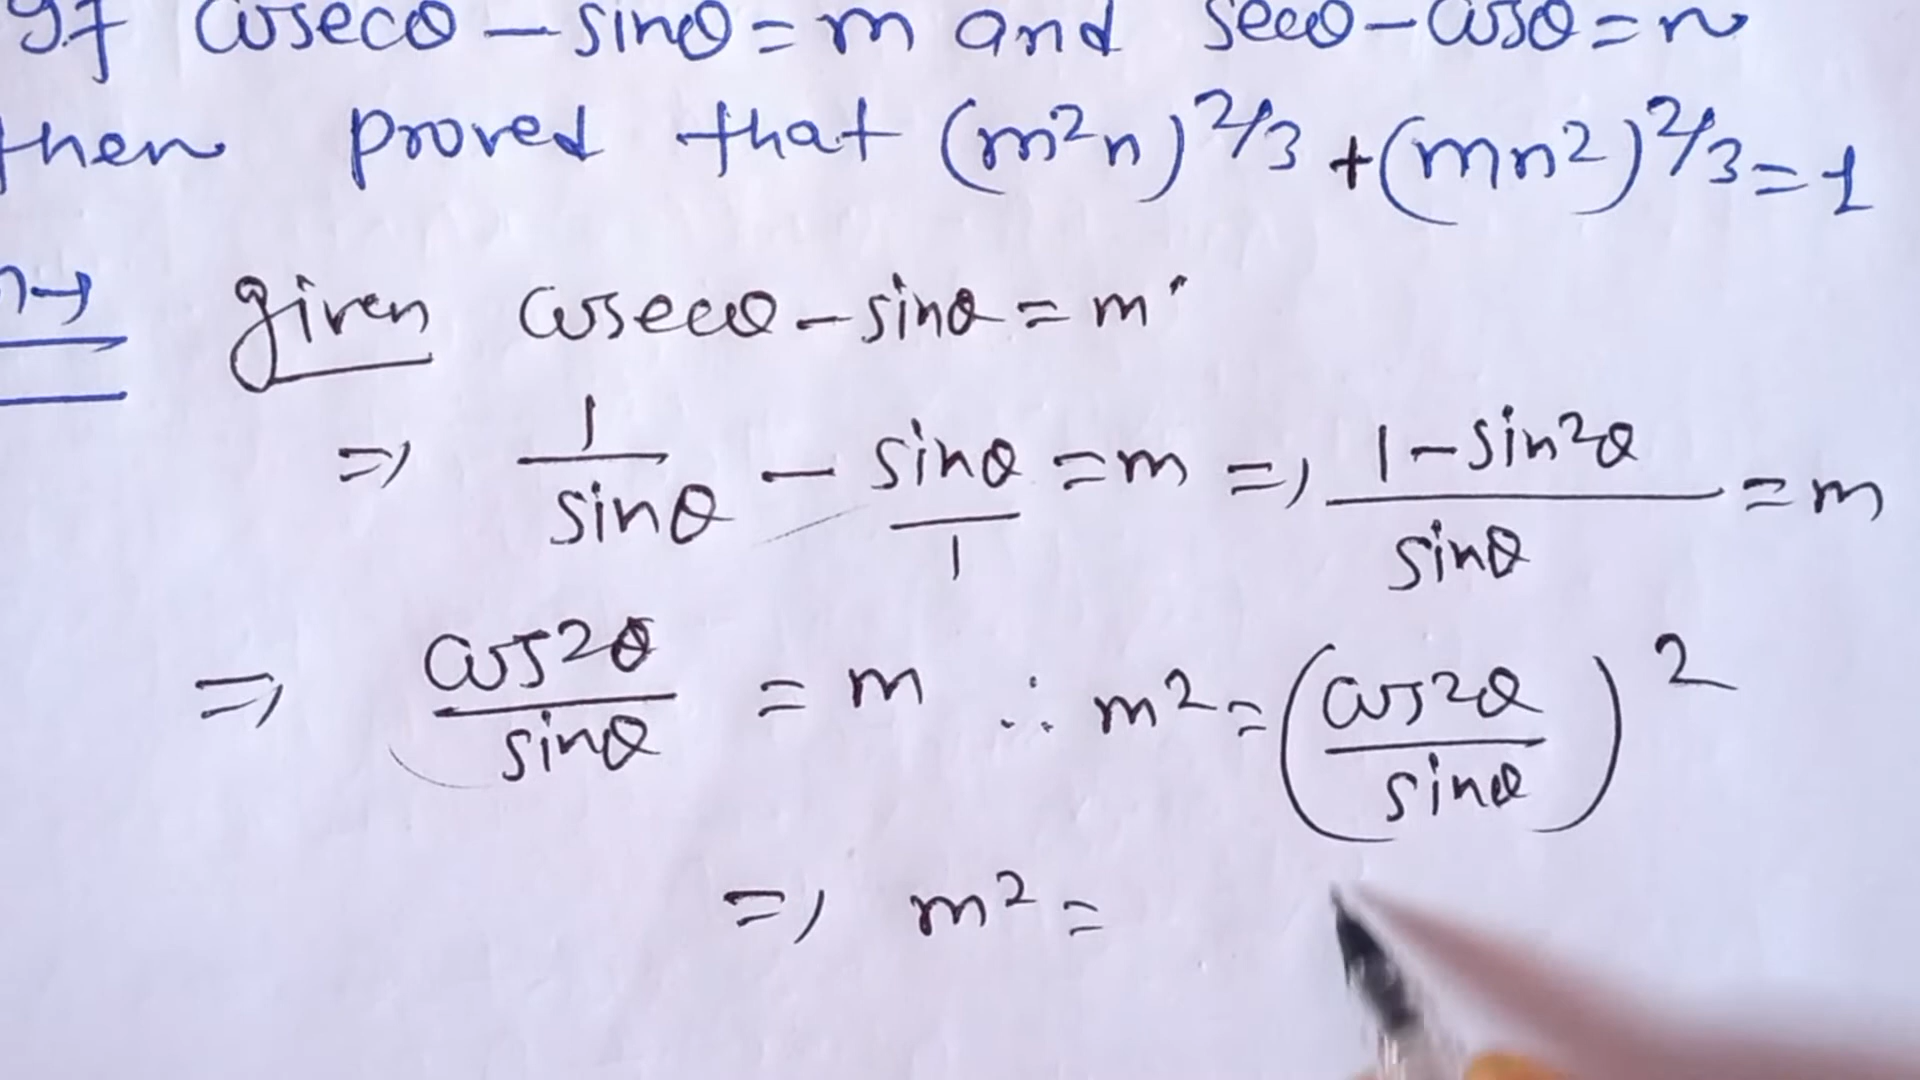 If cosecθ - sinθ = m and secθ - cosθ = n
then proved that (m²n)^2/3 + (mn²)^2/3 = 1
given cosecθ - sinθ = m
=> 1/sinθ - sinθ/1 = m => 1 - sin²θ/sinθ = m
=> cos²θ/sinθ = m ∴ m² = (cos²θ/sinθ)²
=> m² =